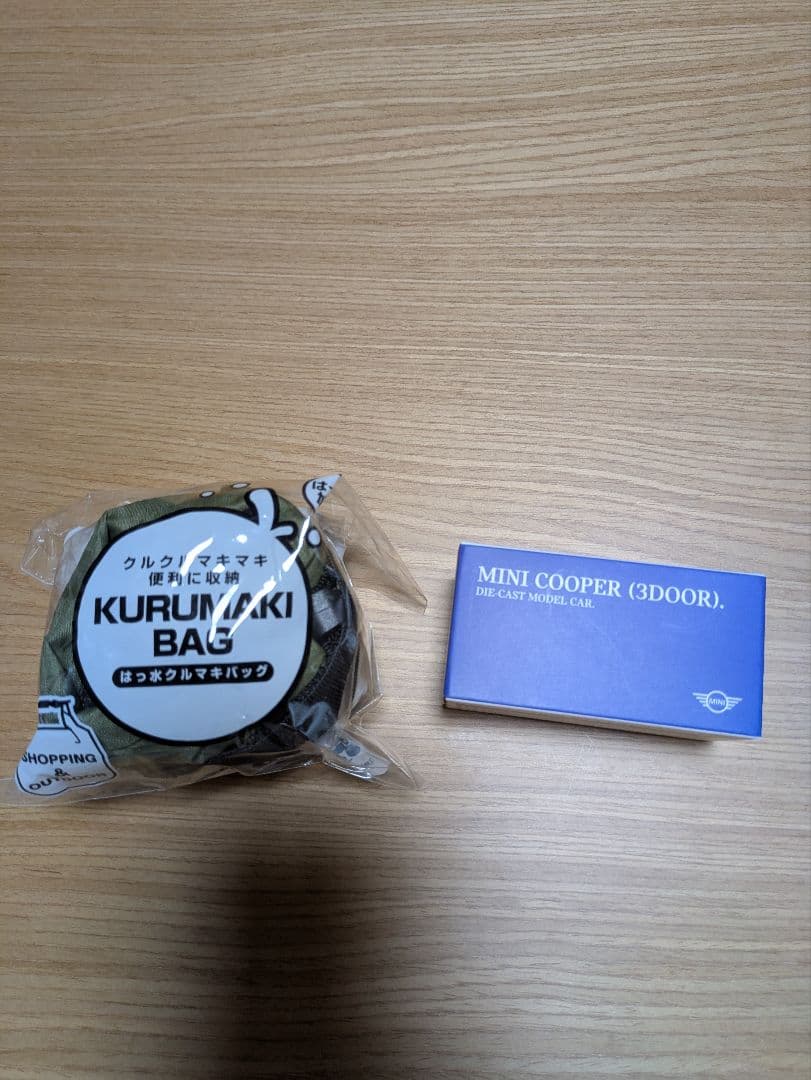 クルクルマキマキ
便利に収納
KURUMAKI
BAG
はっ水クルマキバッグ
SHOPPING
&
OUTDOOR
MINI COOPER (3DOOR).
DIE-CAST MODEL CAR.
MINI